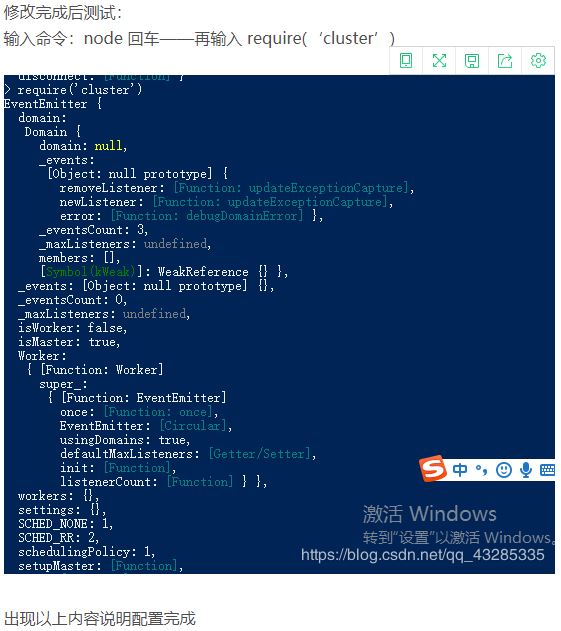 修改完成后测试：
输入命令：node 回车——再输入 require(‘cluster’)
disconnect: [Function] }
> require('cluster')
EventEmitter {
domain:
Domain {
domain: null,
_events:
[Object: null prototype] {
removeListener: [Function: updateExceptionCapture],
newListener: [Function: updateExceptionCapture],
error: [Function: debugDomainError] },
_eventsCount: 3,
_maxListeners: undefined,
members: [],
[Symbol(kWeak)]: WeakReference {} },
_events: [Object: null prototype] {},
_eventsCount: 0,
_maxListeners: undefined,
isWorker: false,
isMaster: true,
Worker:
{ [Function: Worker]
super_:
{ [Function: EventEmitter]
once: [Function: once],
EventEmitter: [Circular],
usingDomains: true,
defaultMaxListeners: [Getter/Setter],
init: [Function],
listenerCount: [Function] } },
workers: {},
settings: {},
SCHED_NONE: 1,
SCHED_RR: 2,
schedulingPolicy: 1,
setupMaster: [Function],
S 中 °,
激活 Windows
转到“设置”以激活 Windows。
https://blog.csdn.net/qq_43285335
出现以上内容说明配置完成